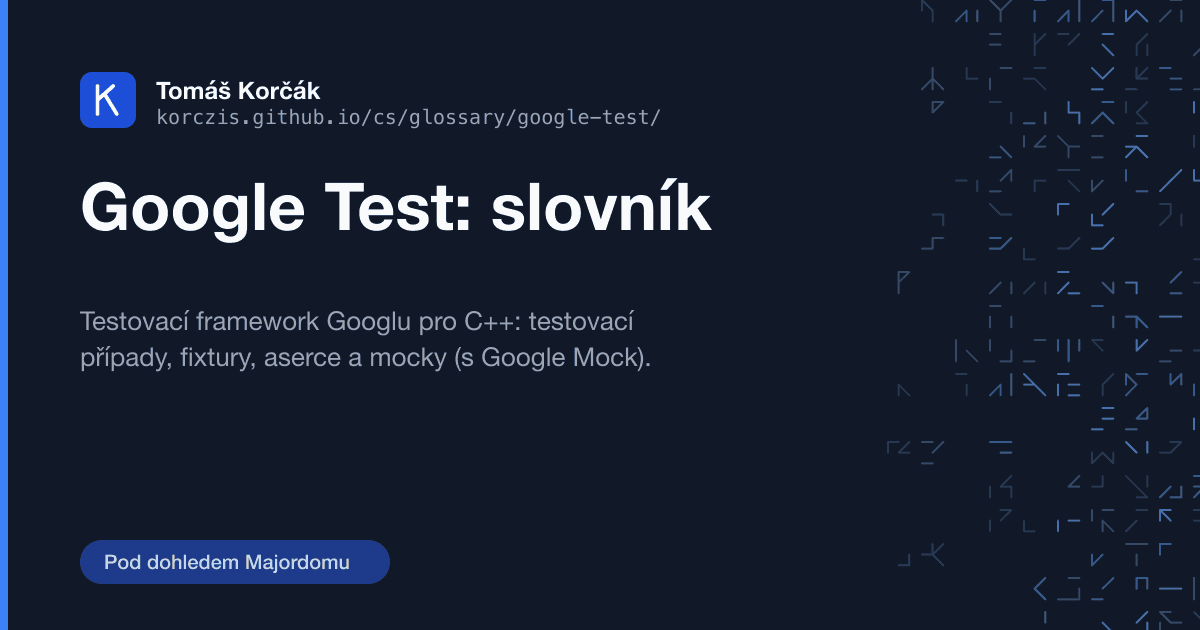 K
Tomáš Korčák
korczis.github.io/cs/glossary/google-test/
Google Test: slovník
Testovací framework Googlu pro C++: testovací
případy, fixtury, aserce a mocky (s Google Mock).
Pod dohledem Majordomu